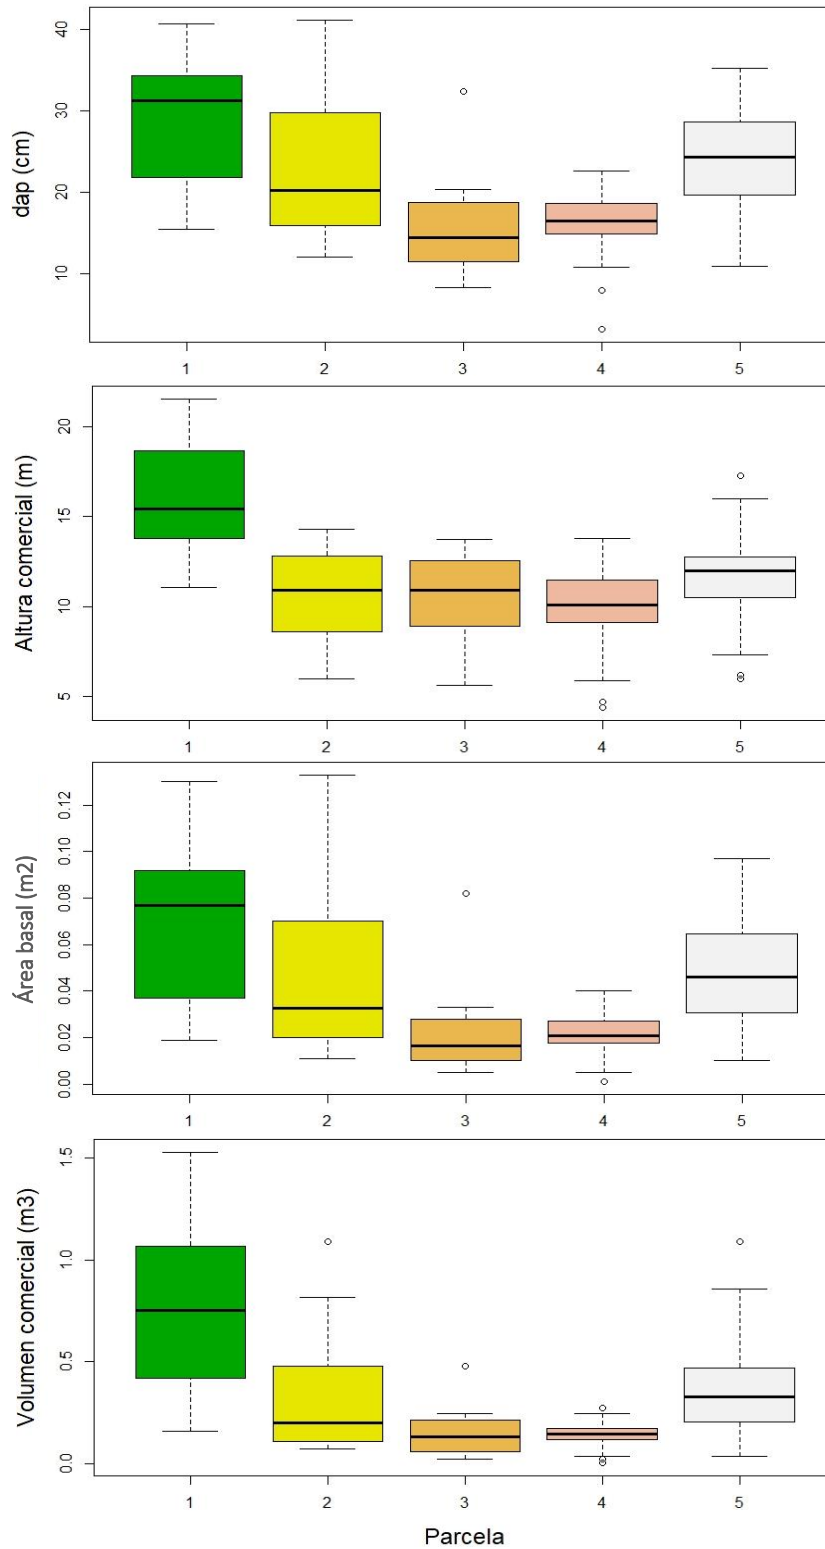 dap (cm)
40
30
20
10
1 2 3 4 5
Altura comercial (m)
20
15
10
5
1 2 3 4 5
Área basal (m2)
0.12
0.10
0.08
0.06
0.04
0.02
0.00
1 2 3 4 5
Volumen comercial (m3)
1.5
1.0
0.5
0.0
1 2 3 4 5
Parcela